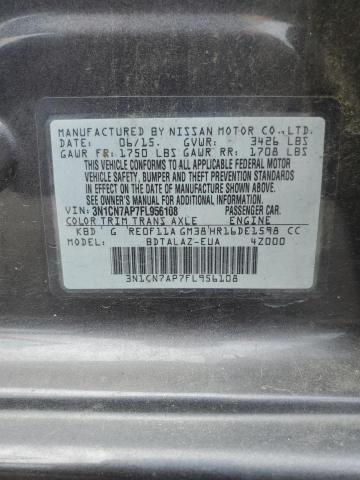 MANUFACTURED BY NISSAN MOTOR CO.,LTD.
DATE: 06/15. GVWR: 3426 LBS
GAWR FR: 1750 LBS GAWR RR: 1708 LBS
THIS VEHICLE CONFORMS TO ALL APPLICABLE FEDERAL MOTOR
VEHICLE SAFETY, BUMPER AND THEFT PREVENTION STANDARDS
IN EFFECT ON THE DATE OF MANUFACTURE SHOWN ABOVE.
SEE OWNER'S MANUAL FOR ADDITIONAL INFORMATION
VIN: 3N1CN7AP7FL956108 PASSENGER CAR.
COLOR TRIM TRANS AXLE ENGINE
KBD G RE0F11A GM38 HR16DE1598 CC
MODEL: BDTALAZ-EUA 4Z000
3N1CN7AP7FL956108